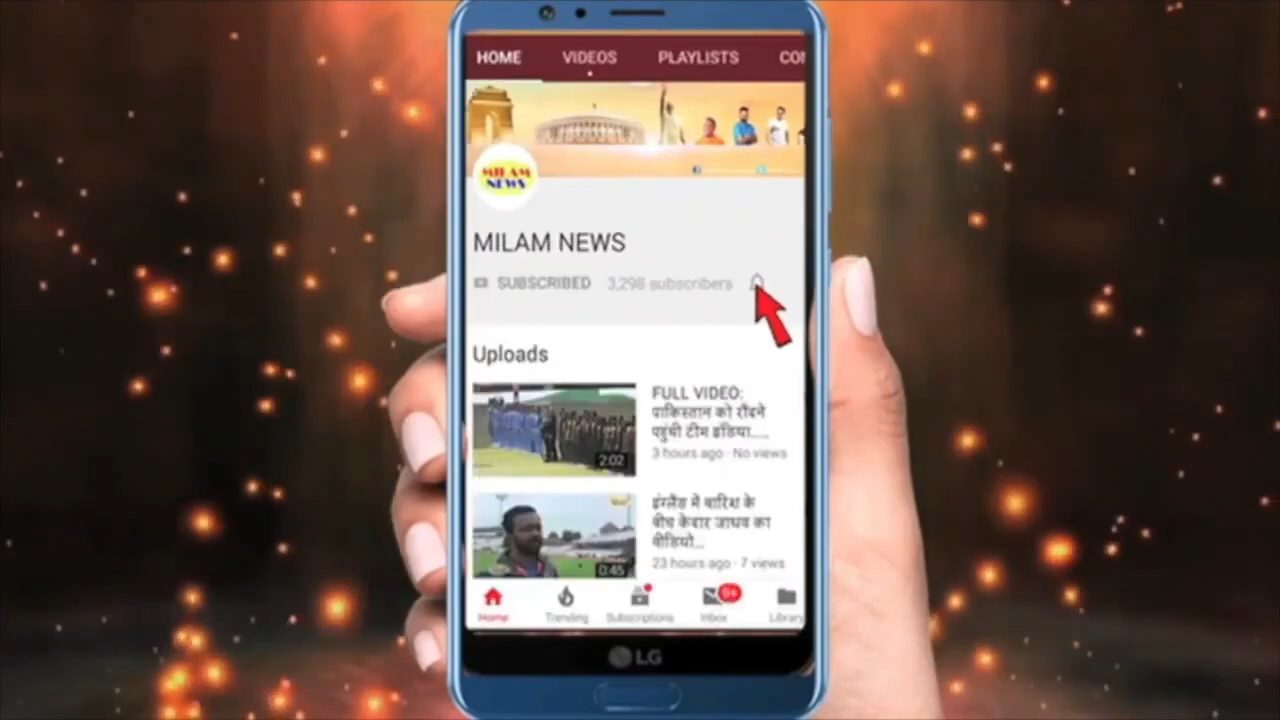 HOME VIDEOS PLAYLISTS CON
MILAM
NEWS
MILAM NEWS
SUBSCRIBED 3,298 subscribers
Uploads
FULL VIDEO:
पाकिस्तान को रौंदने
पहुंची टीम इंडिया.....
3 hours ago · No views
2:02
इंग्लैंड में बारिश के
बीच केदार जाधव का
वीडियो...
23 hours ago · 7 views
0:45
9+
Home Trending Subscriptions Inbox Library
LG